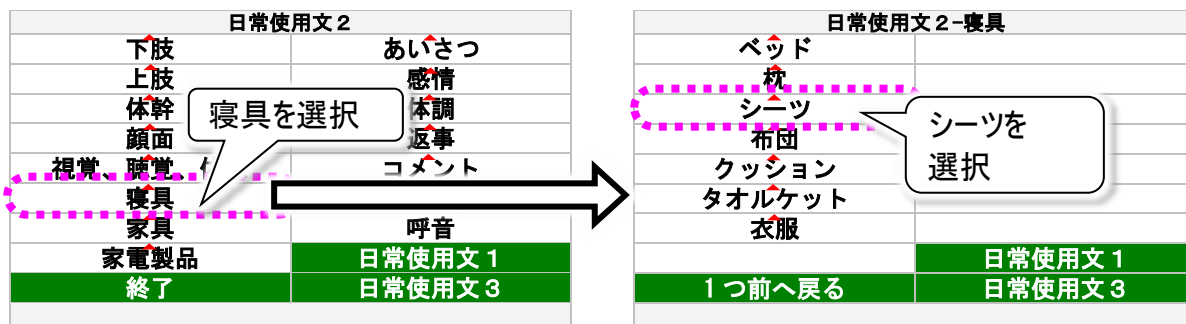 日常使用文２
下肢 あいさつ
上肢 感情
体幹 体調
顔面 返事
視覚、聴覚、 コメント
寝具
家具 呼音
家電製品 日常使用文１
終了 日常使用文３
寝具を選択
日常使用文２-寝具
ベッド
枕
シーツ
布団
クッション
タオルケット
衣服
日常使用文１
１つ前へ戻る 日常使用文３
シーツを
選択